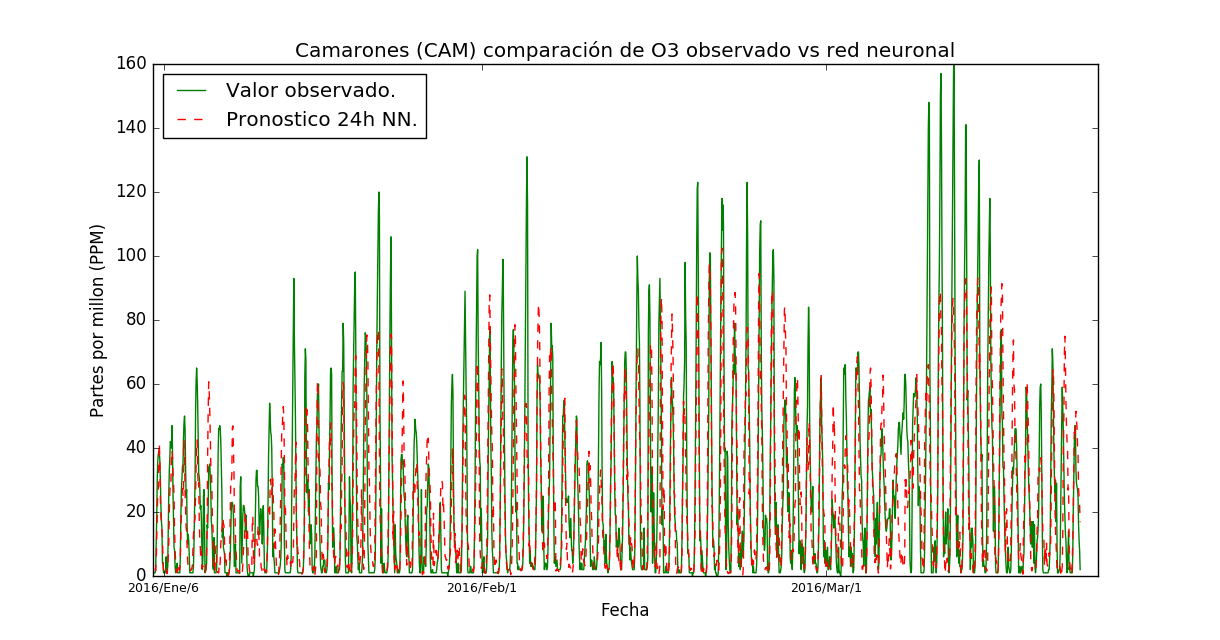 Camarones (CAM) comparación de O3 observado vs red neuronal
Valor observado.
Pronostico 24h NN.
Partes por millon (PPM)
160
140
120
100
80
60
40
20
0
2016/Ene/6
2016/Feb/1
2016/Mar/1
Fecha